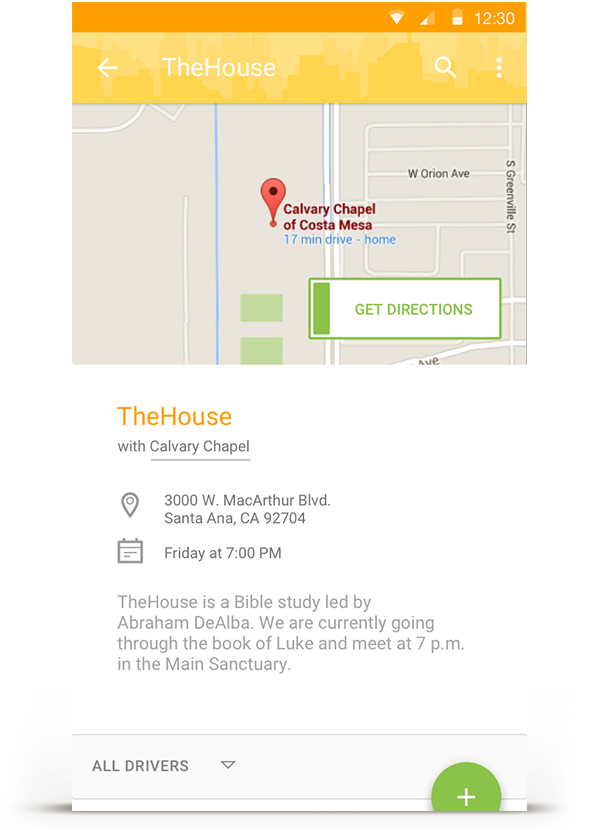 12:30
TheHouse
W Orion Ave
S Greenville St
Calvary Chapel
of Costa Mesa
17 min drive - home
GET DIRECTIONS
Ave
TheHouse
with Calvary Chapel
3000 W. MacArthur Blvd.
Santa Ana, CA 92704
Friday at 7:00 PM
TheHouse is a Bible study led by
Abraham DeAlba. We are currently going
through the book of Luke and meet at 7 p.m.
in the Main Sanctuary.
ALL DRIVERS